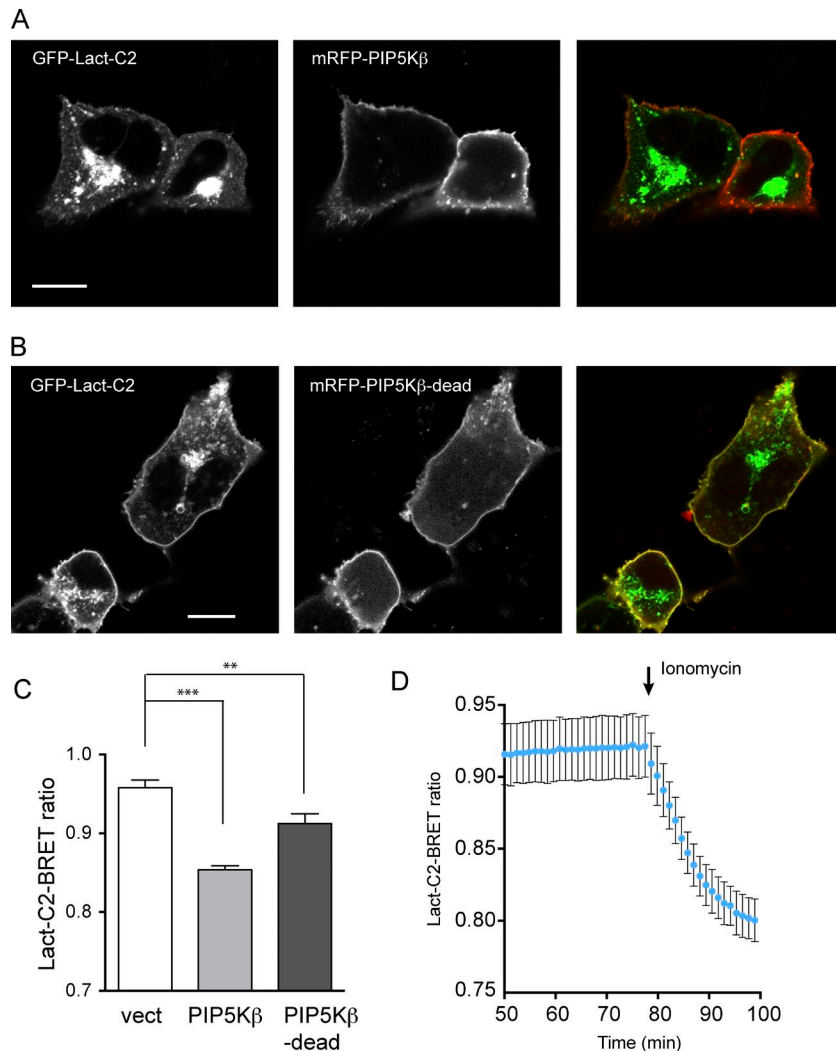 A
GFP-Lact-C2
mRFP-PIP5Kβ
B
GFP-Lact-C2
mRFP-PIP5Kβ-dead
C
**
***
Lact-C2-BRET ratio
1.0
0.9
0.8
0.7
vect
PIP5Kβ
PIP5Kβ
-dead
D
Ionomycin
Lact-C2-BRET ratio
0.95
0.90
0.85
0.80
0.75
50 60 70 80 90 100
Time (min)